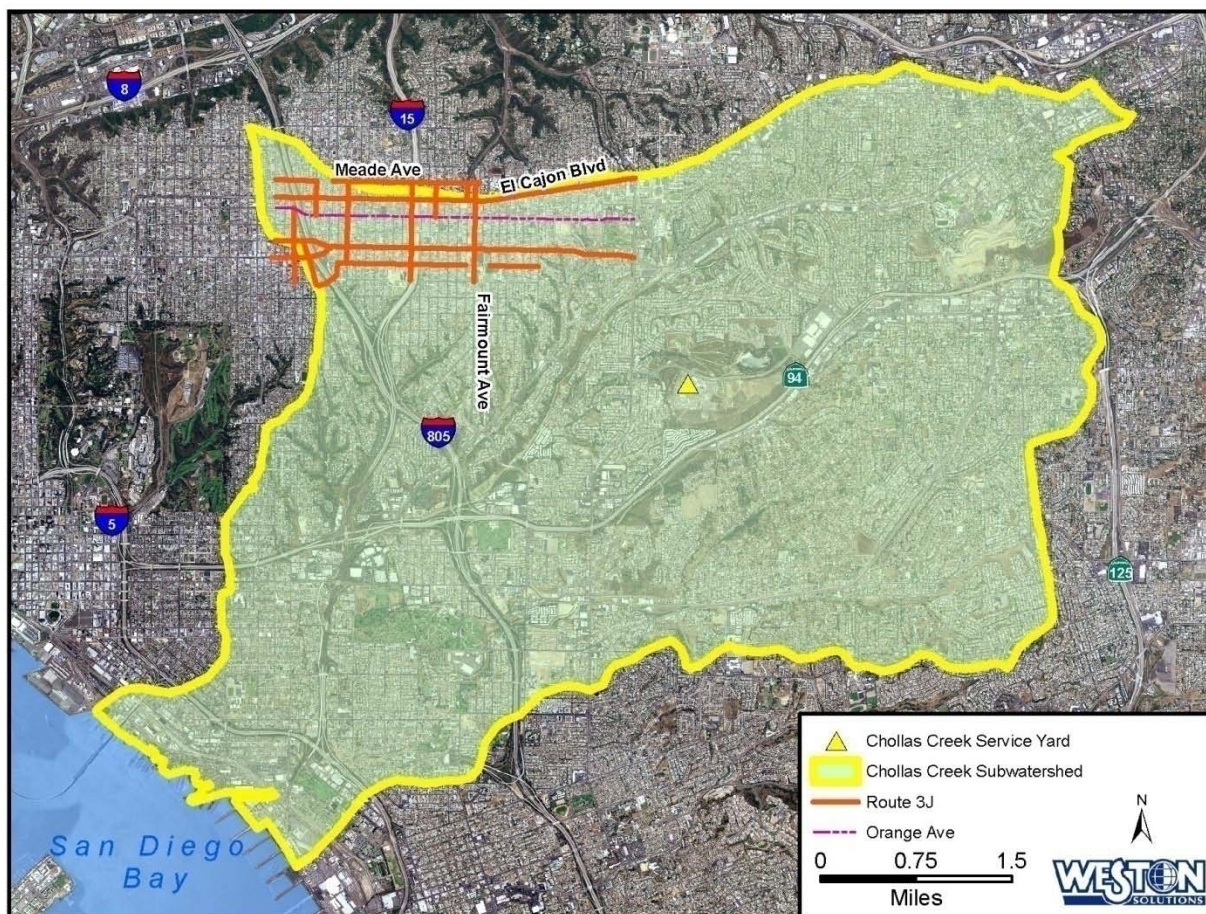 8
15
Meade Ave
El Cajon Blvd
Fairmount Ave
94
805
5
125
San Diego
Bay
Chollas Creek Service Yard
Chollas Creek Subwatershed
Route 3J
Orange Ave
N
0 0.75 1.5
Miles
WESTON
SOLUTIONS